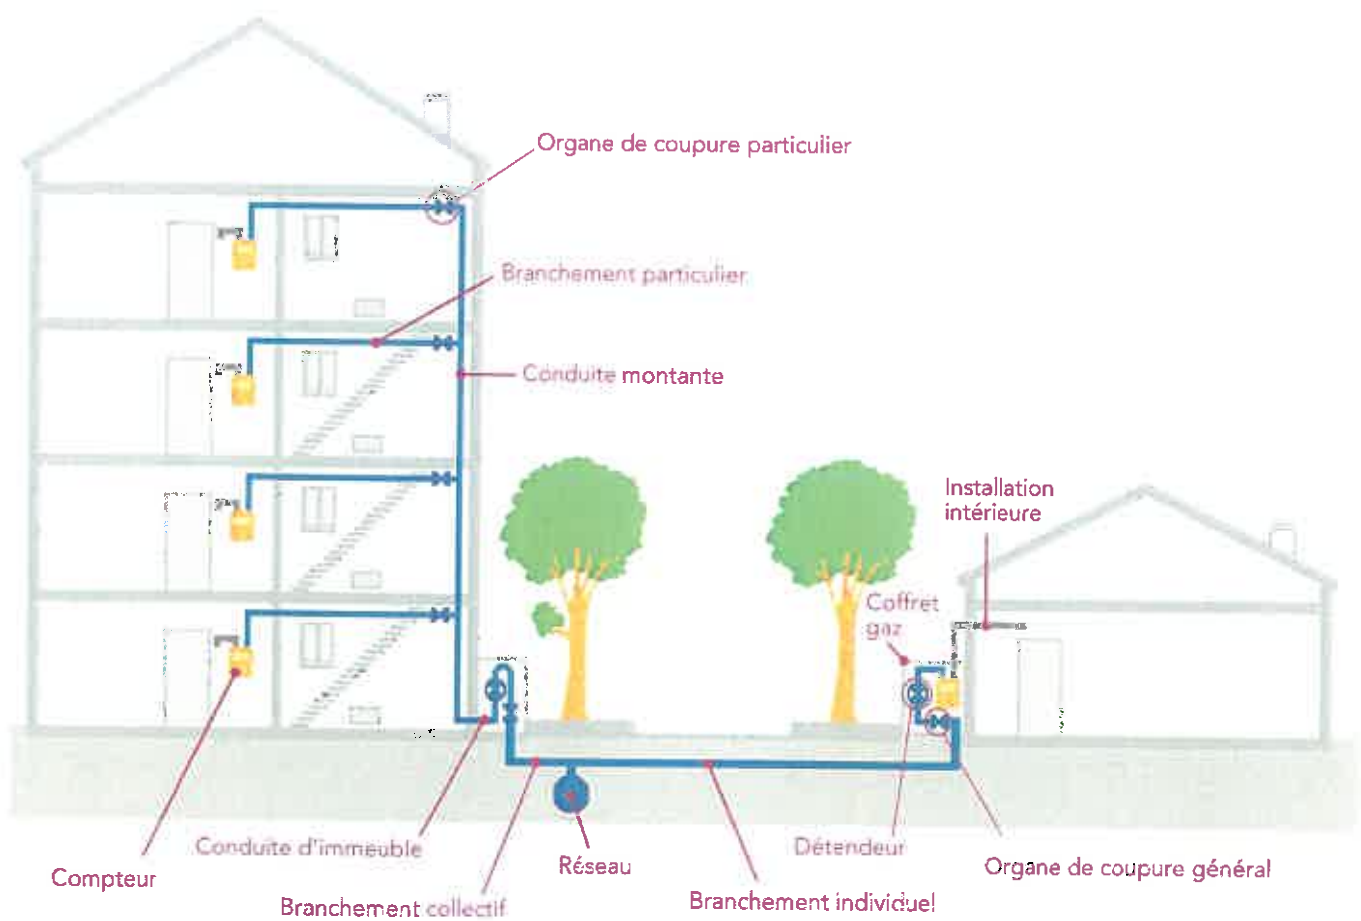 Organe de coupure particulier
Branchement particulier
Conduite montante
Installation
intérieure
Coffret
gaz
Conduite d'immeuble
Détendeur
Réseau
Organe de coupure général
Compteur
Branchement individuel
Branchement collectif